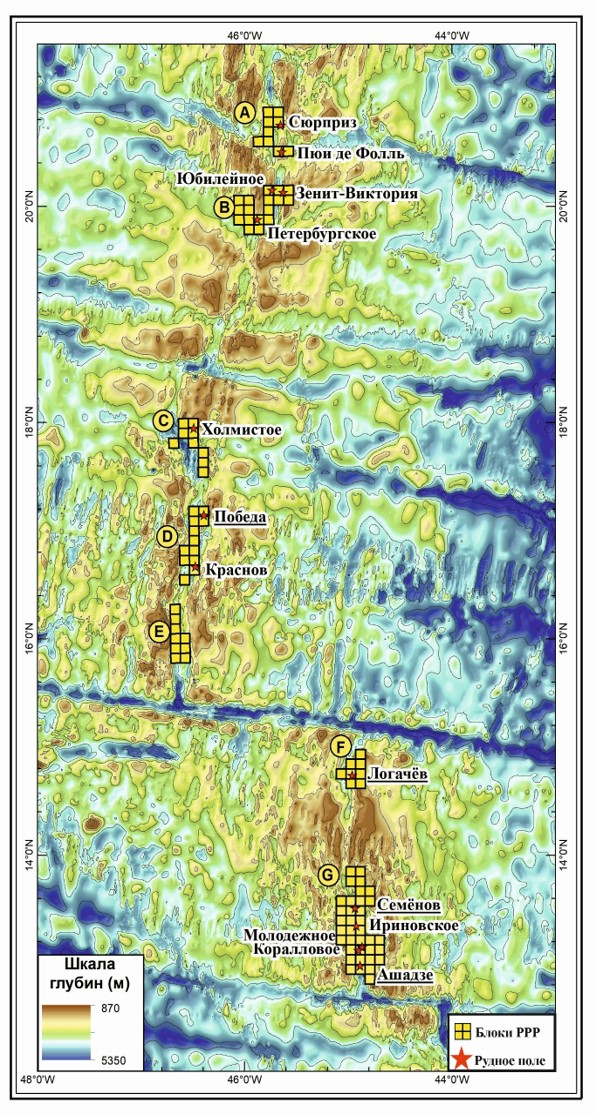 46°0'W 44°0'W
A
Сюрприз
Пюи де Фолль
Юбилейное
Зенит-Виктория
20°0'N 20°0'N
B
Петербургское
C
Холмистое
18°0'N 18°0'N
Победа
D
Краснов
E
16°0'N 16°0'N
F
Логачёв
14°0'N 14°0'N
G
Семёнов
Ириновское
Молодежное
Коралловое
Ашадзе
Шкала
глубин (м)
870
5350
Блоки РРР
Рудное поле
48°0'W 46°0'W 44°0'W